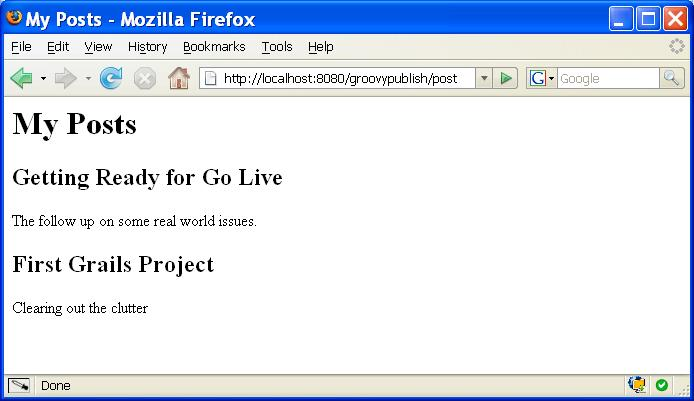 My Posts - Mozilla Firefox
File Edit View History Bookmarks Tools Help
http://localhost:8080/groovypublish/post G Google
My Posts
Getting Ready for Go Live
The follow up on some real world issues.
First Grails Project
Clearing out the clutter
Done